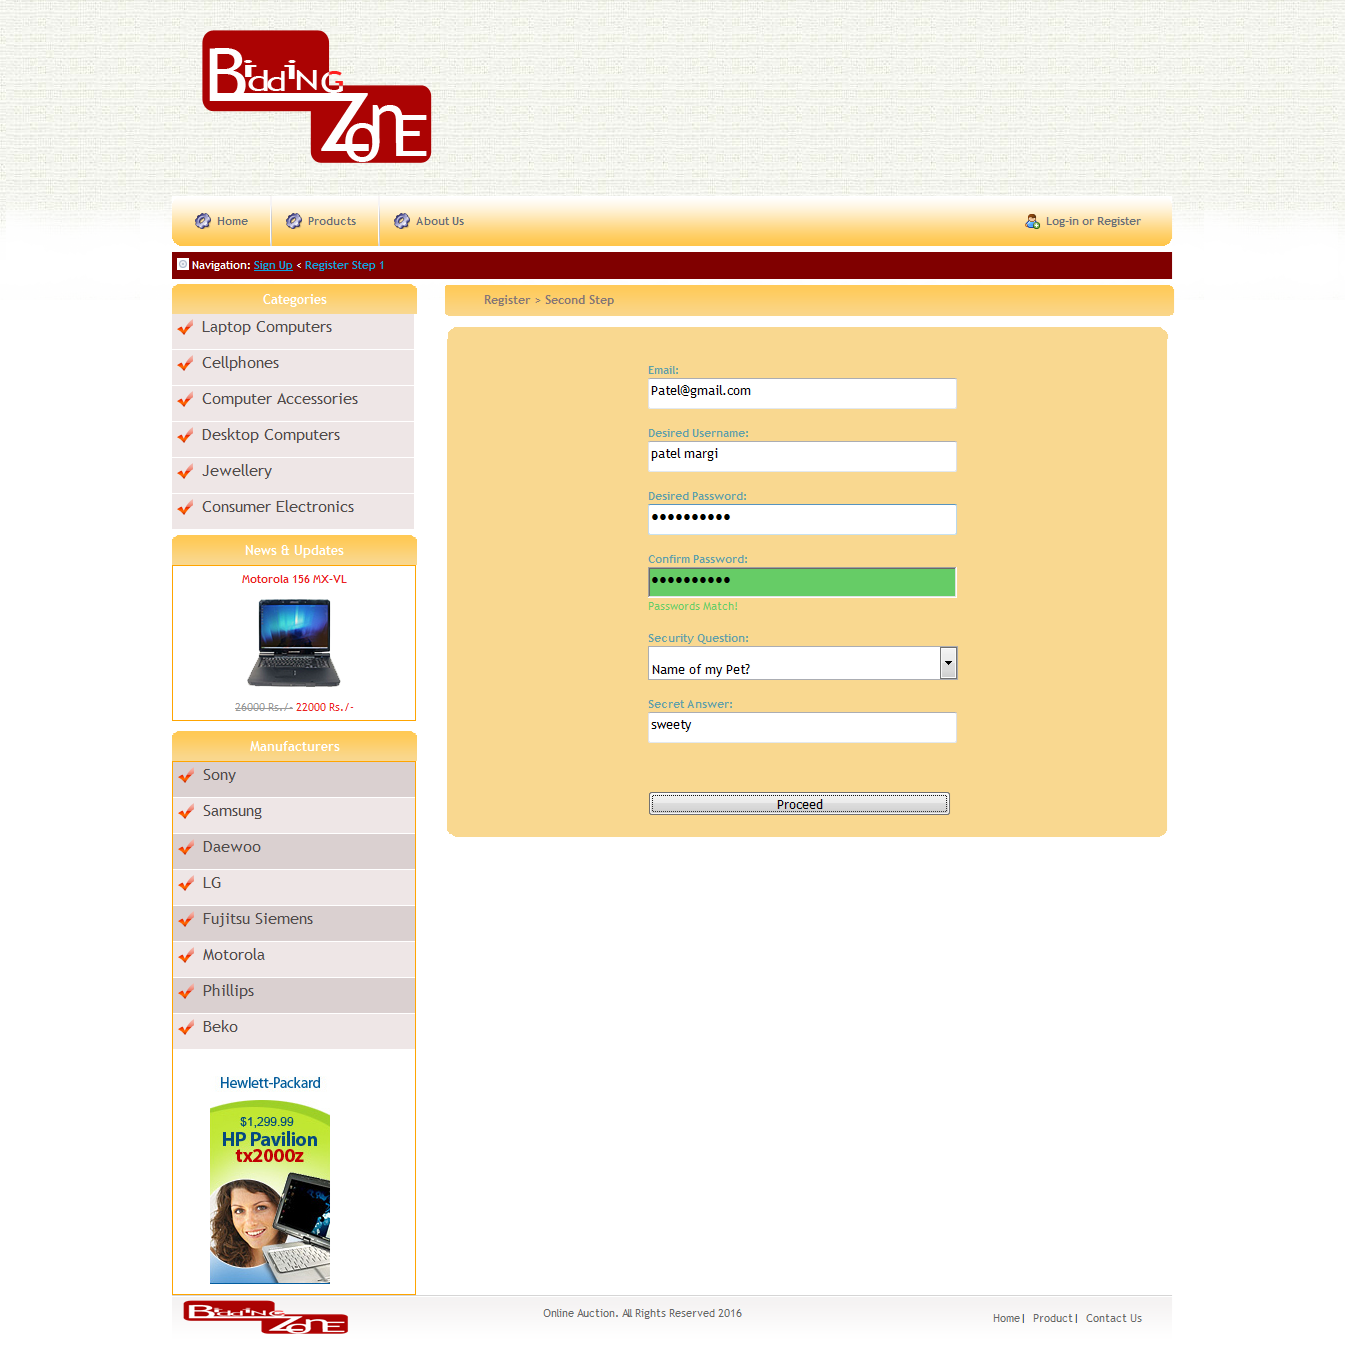 BiddiNG
ZonE
Home
Products
About Us
Log-in or Register
Navigation: Sign Up < Register Step 1
Categories
Laptop Computers
Cellphones
Computer Accessories
Desktop Computers
Jewellery
Consumer Electronics
News & Updates
Motorola 156 MX-VL
26000 Rs./- 22000 Rs./-
Manufacturers
Sony
Samsung
Daewoo
LG
Fujitsu Siemens
Motorola
Phillips
Beko
Hewlett-Packard
$1,299.99
HP Pavilion
tx2000z
Register > Second Step
Email:
Patel@gmail.com
Desired Username:
patel margi
Desired Password:
••••••••••
Confirm Password:
••••••••••
Passwords Match!
Security Question:
Name of my Pet?
Secret Answer:
sweety
Proceed
BiddiNG
ZonE
Online Auction. All Rights Reserved 2016
Home| Product| Contact Us